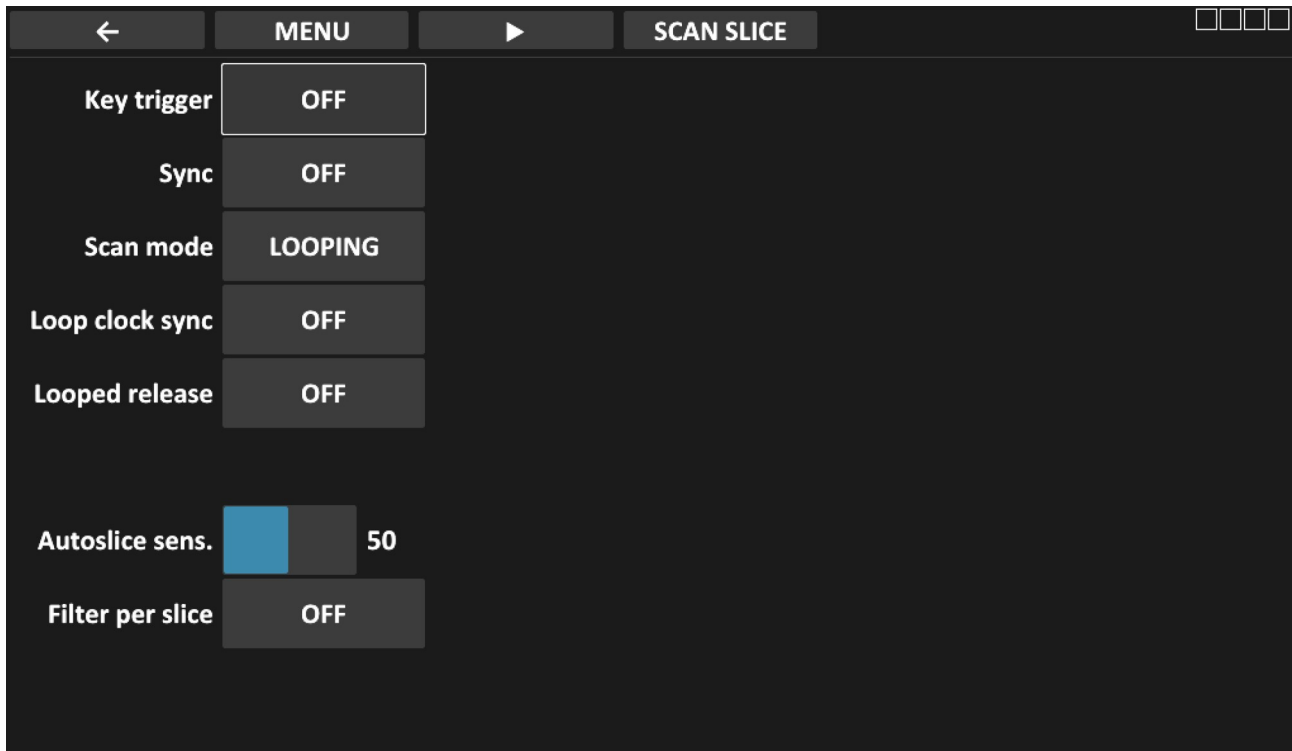 ← MENU ▶ SCAN SLICE
Key trigger OFF
Sync OFF
Scan mode LOOPING
Loop clock sync OFF
Looped release OFF
Autoslice sens. 50
Filter per slice OFF